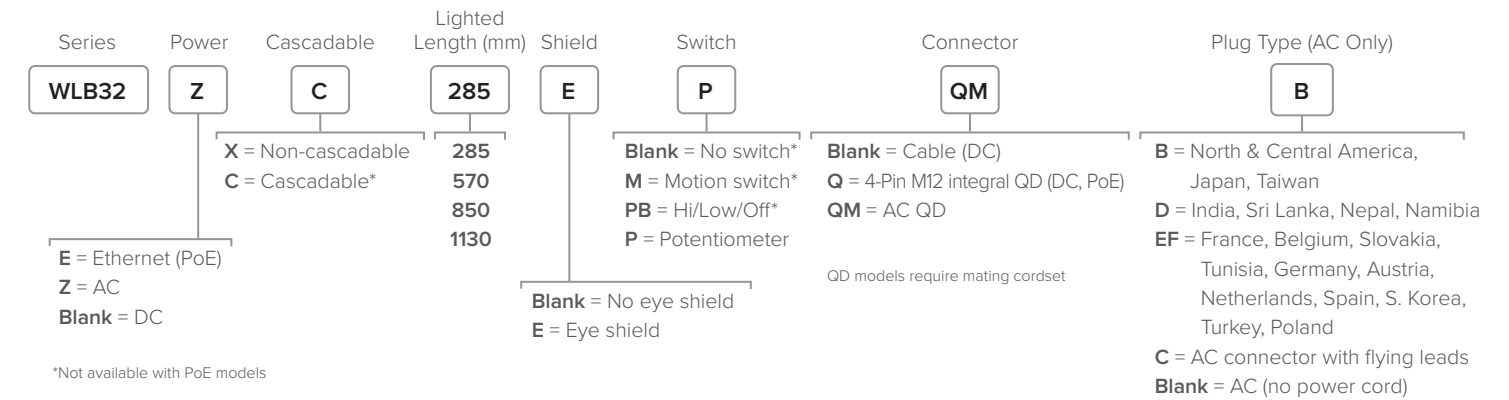 Series
Power
Cascadable
Lighted
Length (mm)
Shield
Switch
Connector
Plug Type (AC Only)
WLB32
Z
C
285
E
P
QM
B
X = Non-cascadable
C = Cascadable*
285
570
850
1130
Blank = No switch*
M = Motion switch*
PB = Hi/Low/Off*
P = Potentiometer
Blank = Cable (DC)
Q = 4-Pin M12 integral QD (DC, PoE)
QM = AC QD
QD models require mating cordset
B = North & Central America,
Japan, Taiwan
D = India, Sri Lanka, Nepal, Namibia
EF = France, Belgium, Slovakia,
Tunisia, Germany, Austria,
Netherlands, Spain, S. Korea,
Turkey, Poland
C = AC connector with flying leads
Blank = AC (no power cord)
E = Ethernet (PoE)
Z = AC
Blank = DC
Blank = No eye shield
E = Eye shield
*Not available with PoE models